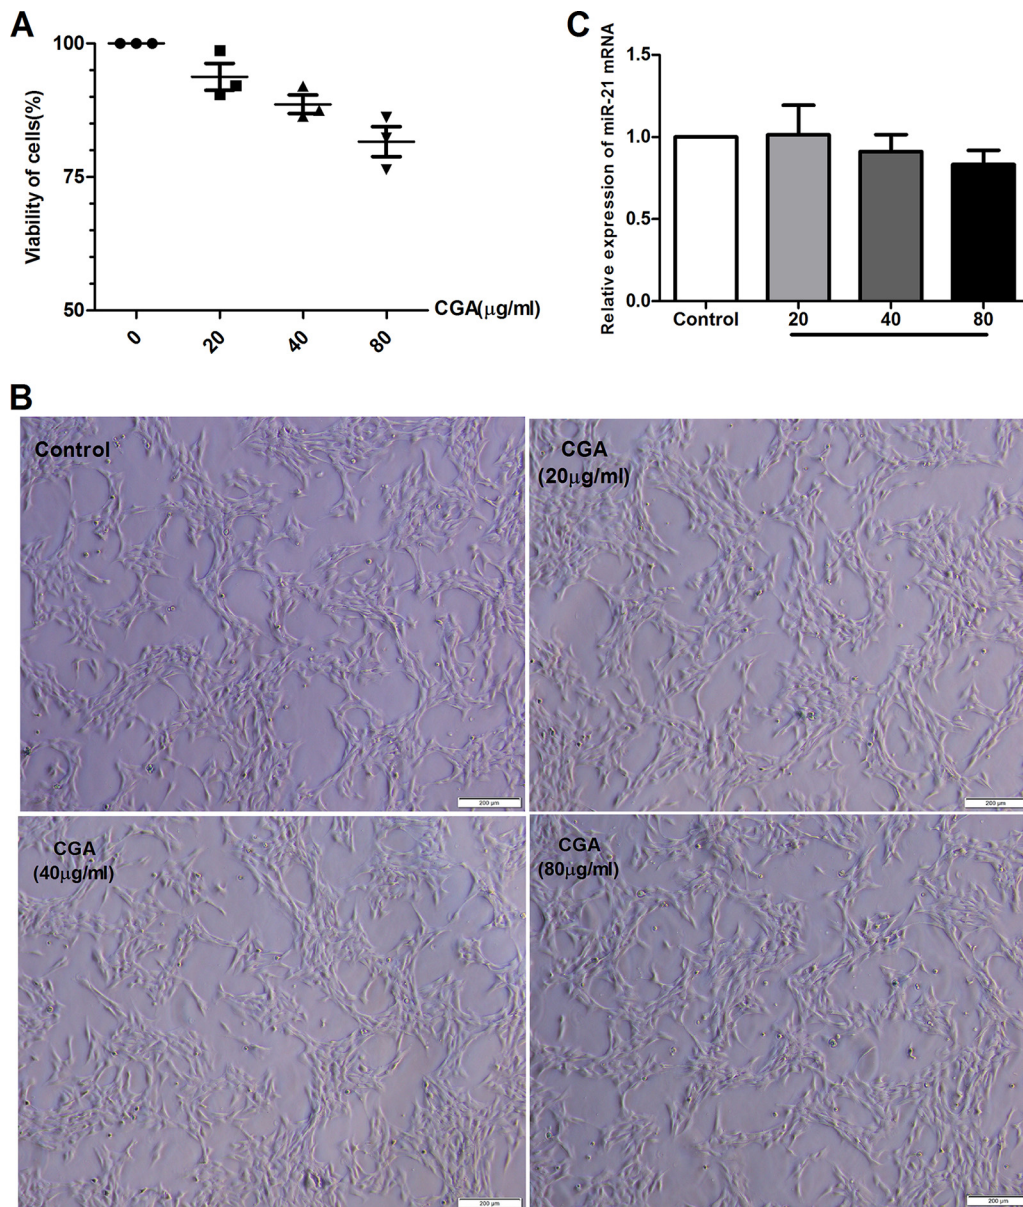 A
100
75
50
Viability of cells(%)
0
20
40
80
CGA(μg/ml)
C
1.5
1.0
0.5
0.0
Relative expression of miR-21 mRNA
Control
20
40
80
B
Control
CGA
(20μg/ml)
200 μm
200 μm
CGA
(40μg/ml)
CGA
(80μg/ml)
200 μm
200 μm